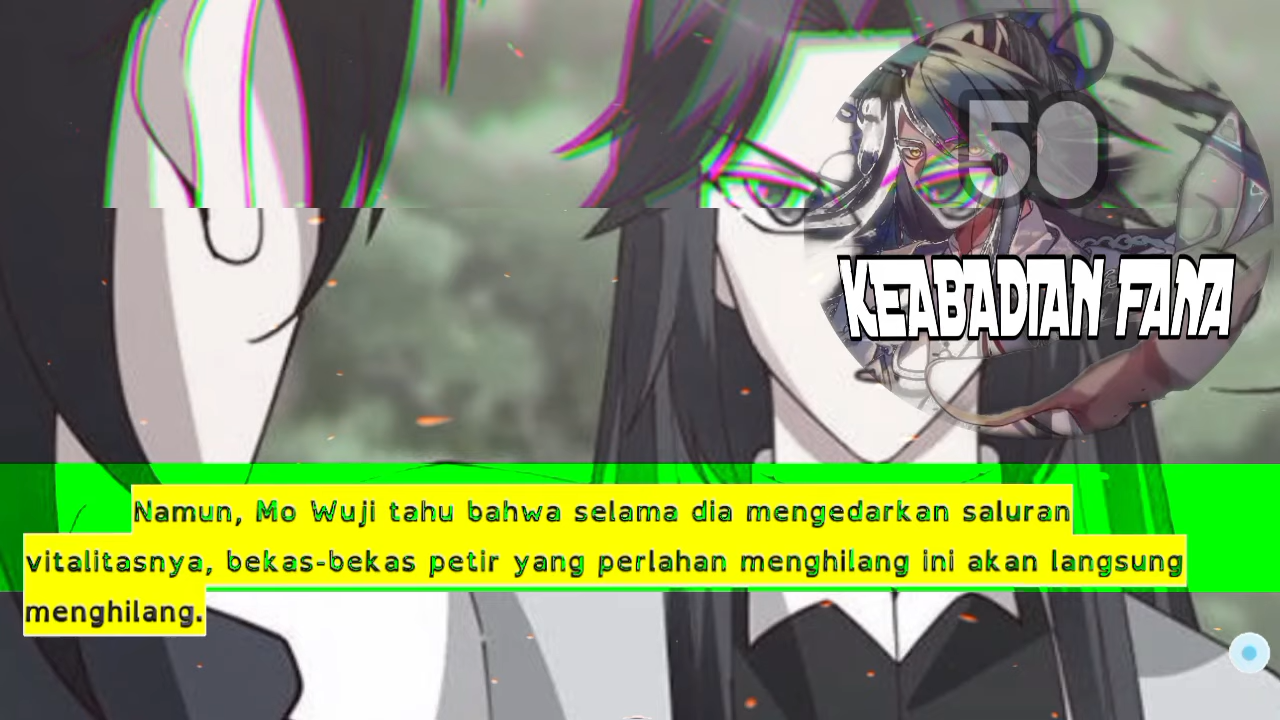 50
KEABADIAN FANA
Namun, Mo Wuji tahu bahwa selama dia mengedarkan saluran
vitalitasnya, bekas-bekas petir yang perlahan menghilang ini akan langsung
menghilang.